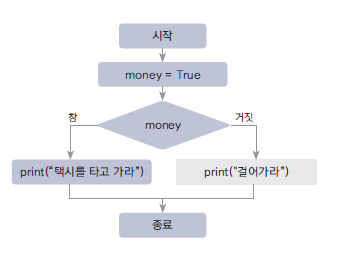 시작
money = True
money
참
거짓
print(“택시를 타고 가라”)
print("걸어가라”)
종료